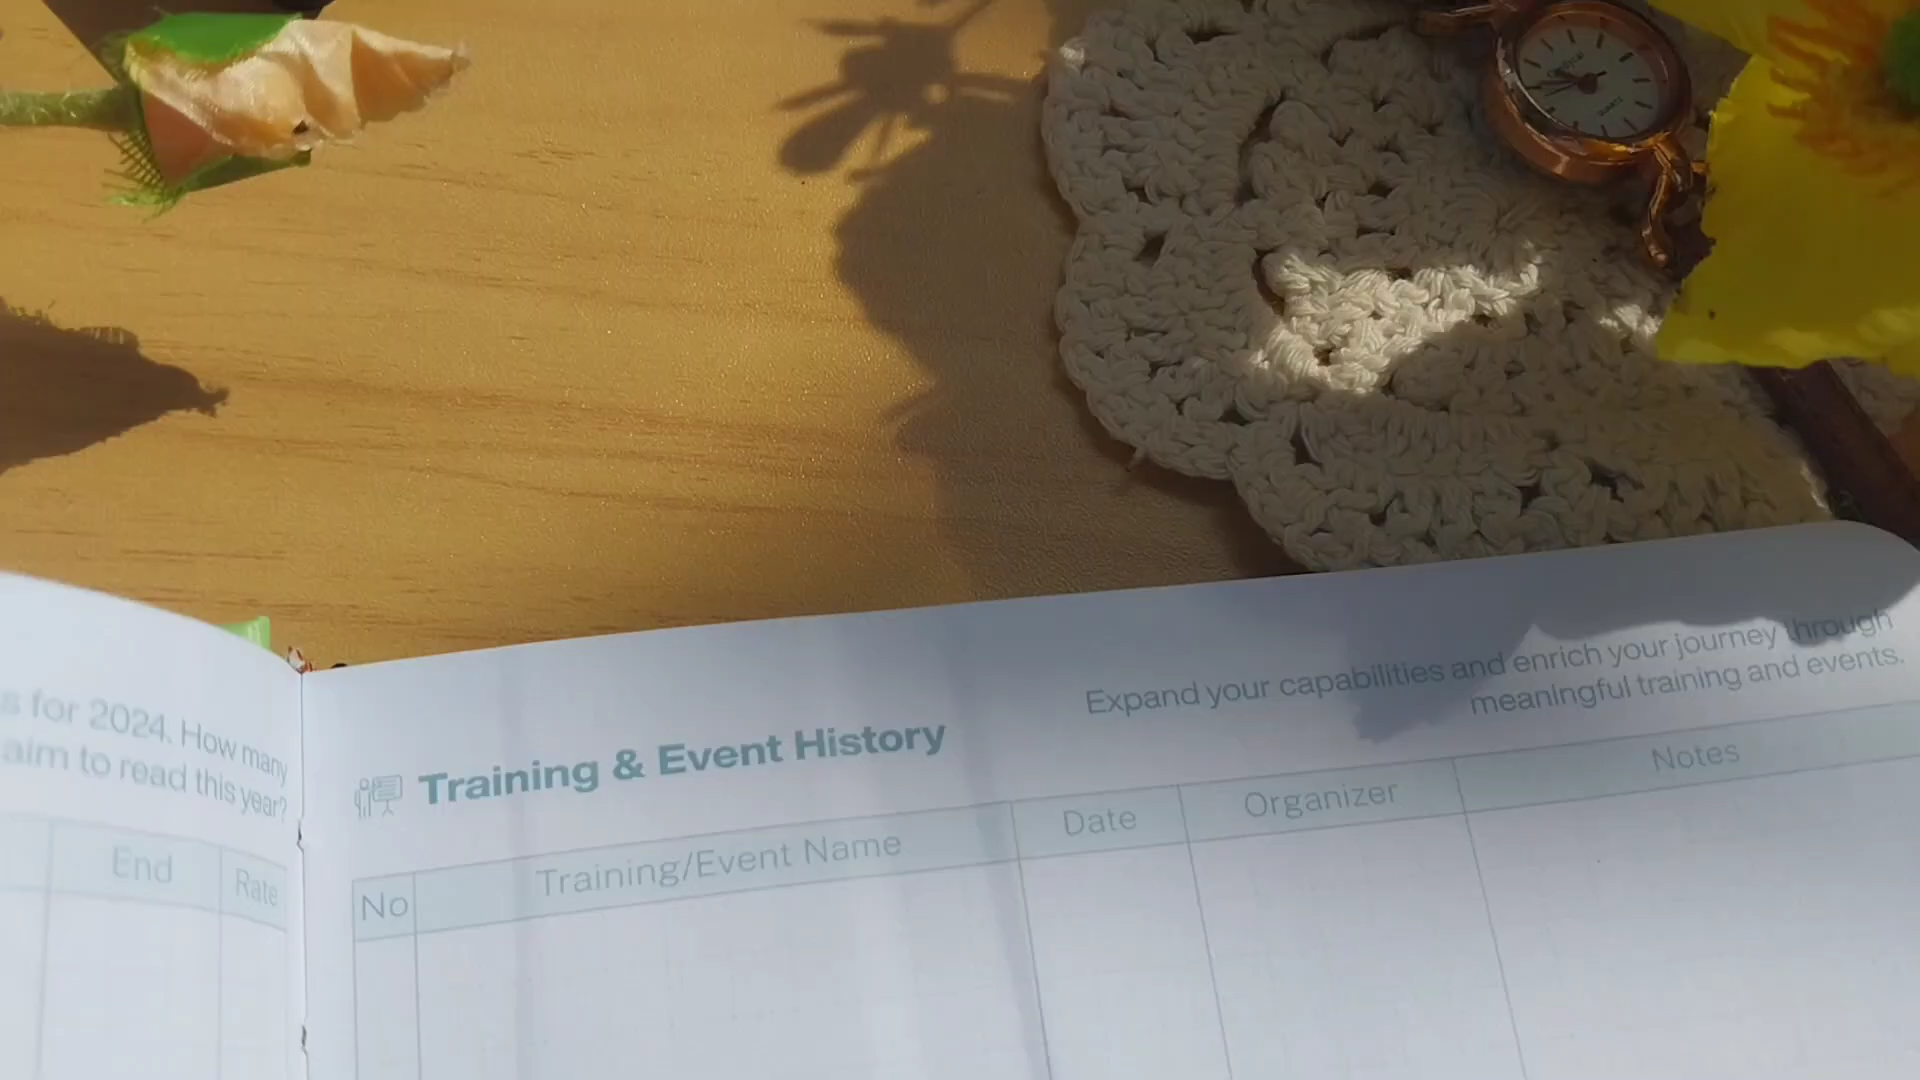 s for 2024. How many
aim to read this year?
End
Rate
Training & Event History
Expand your capabilities and enrich your journey through
meaningful training and events.
No
Training/Event Name
Date
Organizer
Notes
QUARTZ